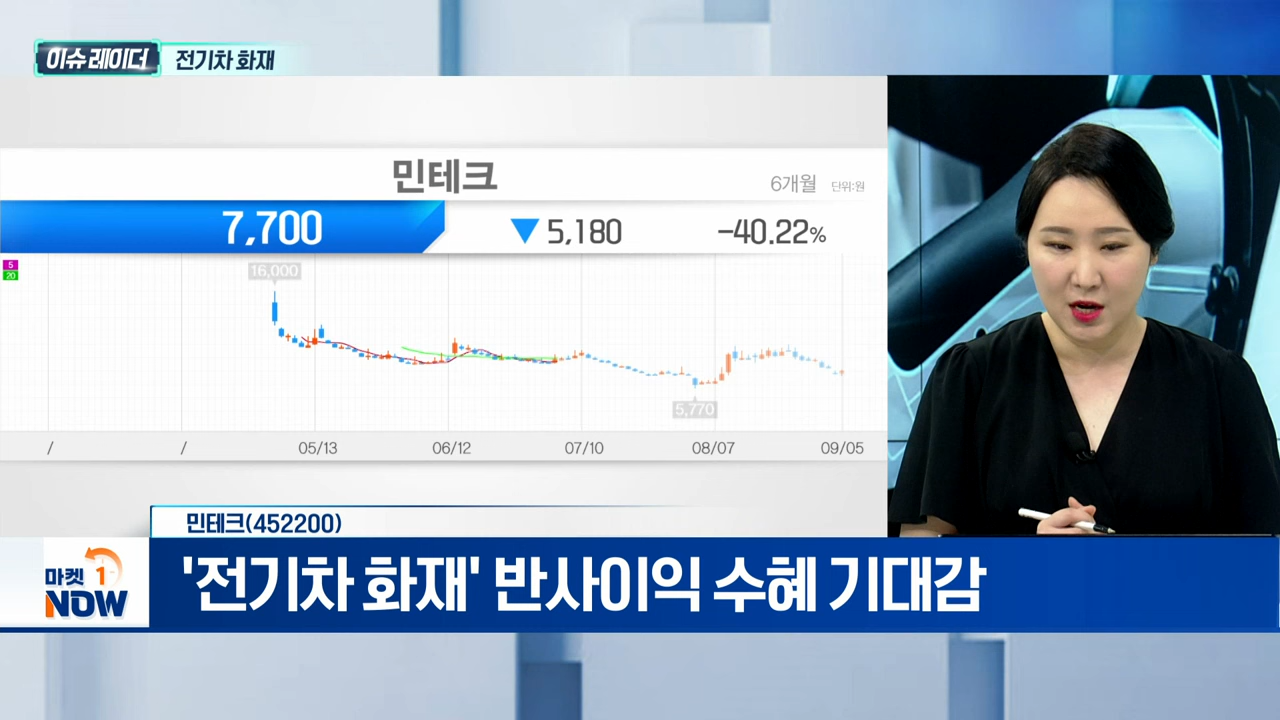 이슈 레이더 전기차 화재
민테크
6개월 단위:원
7,700 ▼ 5,180 -40.22%
5
20
16,000
5,770
/ / 05/13 06/12 07/10 08/07 09/05
민테크(452200)
마켓 1
NOW
'전기차 화재' 반사이익 수혜 기대감